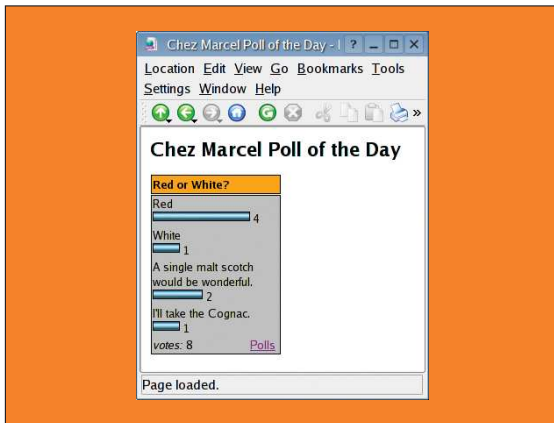 Chez Marcel Poll of the Day -
Location Edit View Go Bookmarks Tools
Settings Window Help
Chez Marcel Poll of the Day
Red or White?
Red
4
White
1
A single malt scotch
would be wonderful.
2
I'll take the Cognac.
1
votes: 8 Polls
Page loaded.